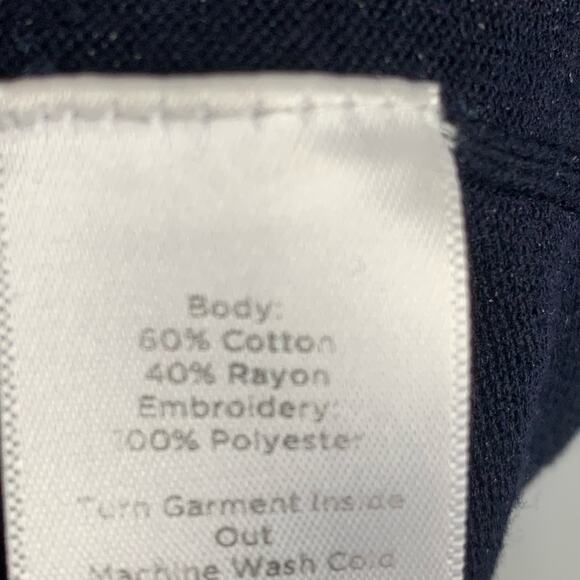 Body:
60% Cotton
40% Rayon
Embroidery:
100% Polyester
Turn Garment Inside
Out
Machine Wash Cold